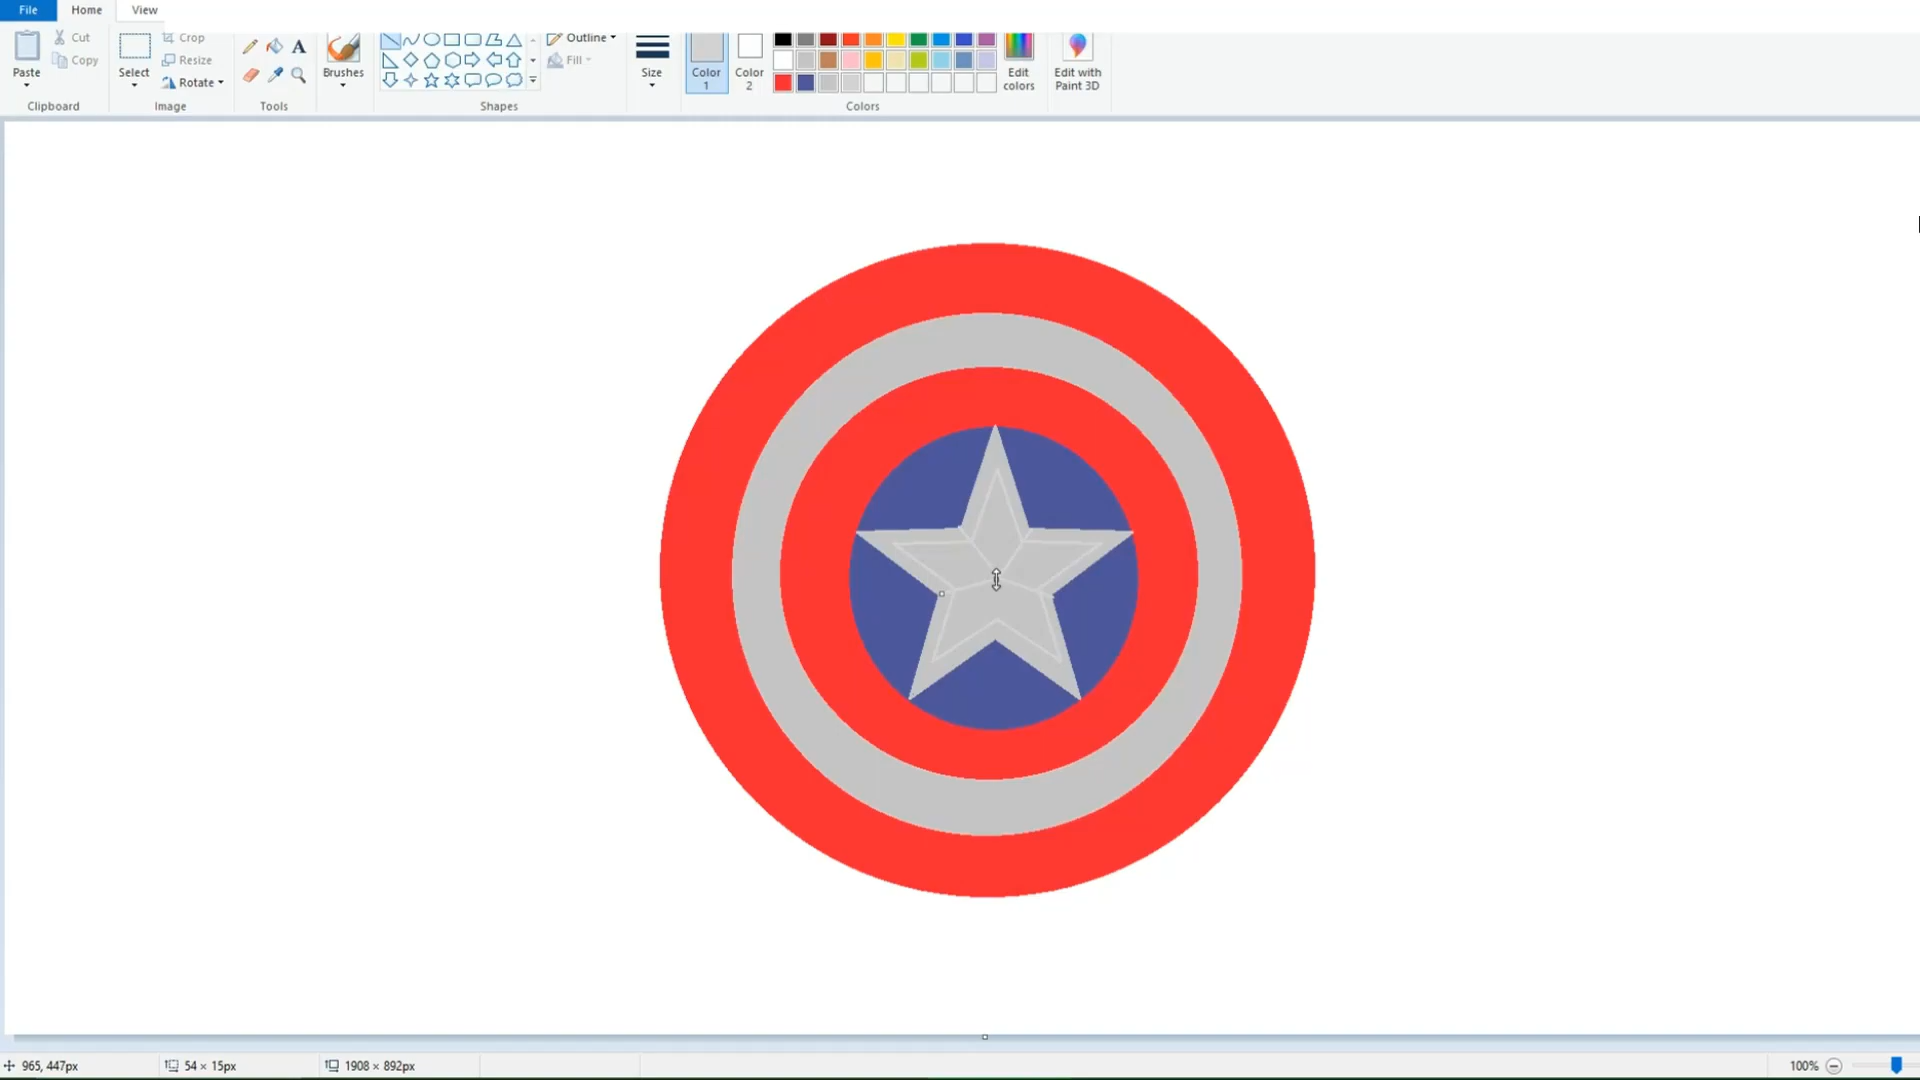 File Home View
Cut
Copy
Paste
Clipboard
Crop
Resize
Rotate
Select
Image
A
Tools
Brushes
Outline
Fill
Shapes
Size
Color 1
Color 2
Edit colors
Colors
Edit with Paint 3D
965, 447px 54 × 15px 1908 × 892px 100%